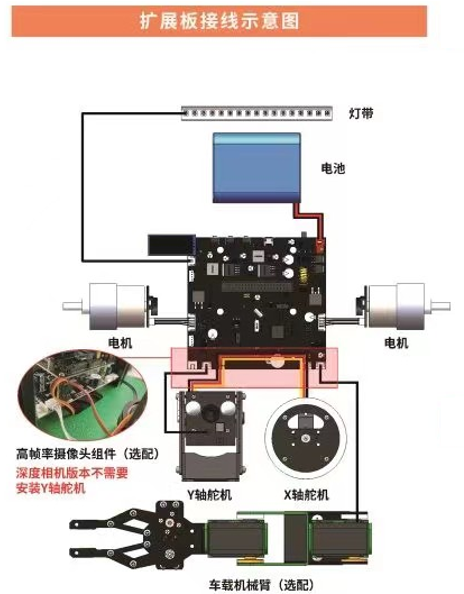 扩展板接线示意图
灯带
电池
电机
电机
高帧率摄像头组件（选配）
深度相机版本不需要
安装Y轴舵机
Y轴舵机
X轴舵机
车载机械臂（选配）